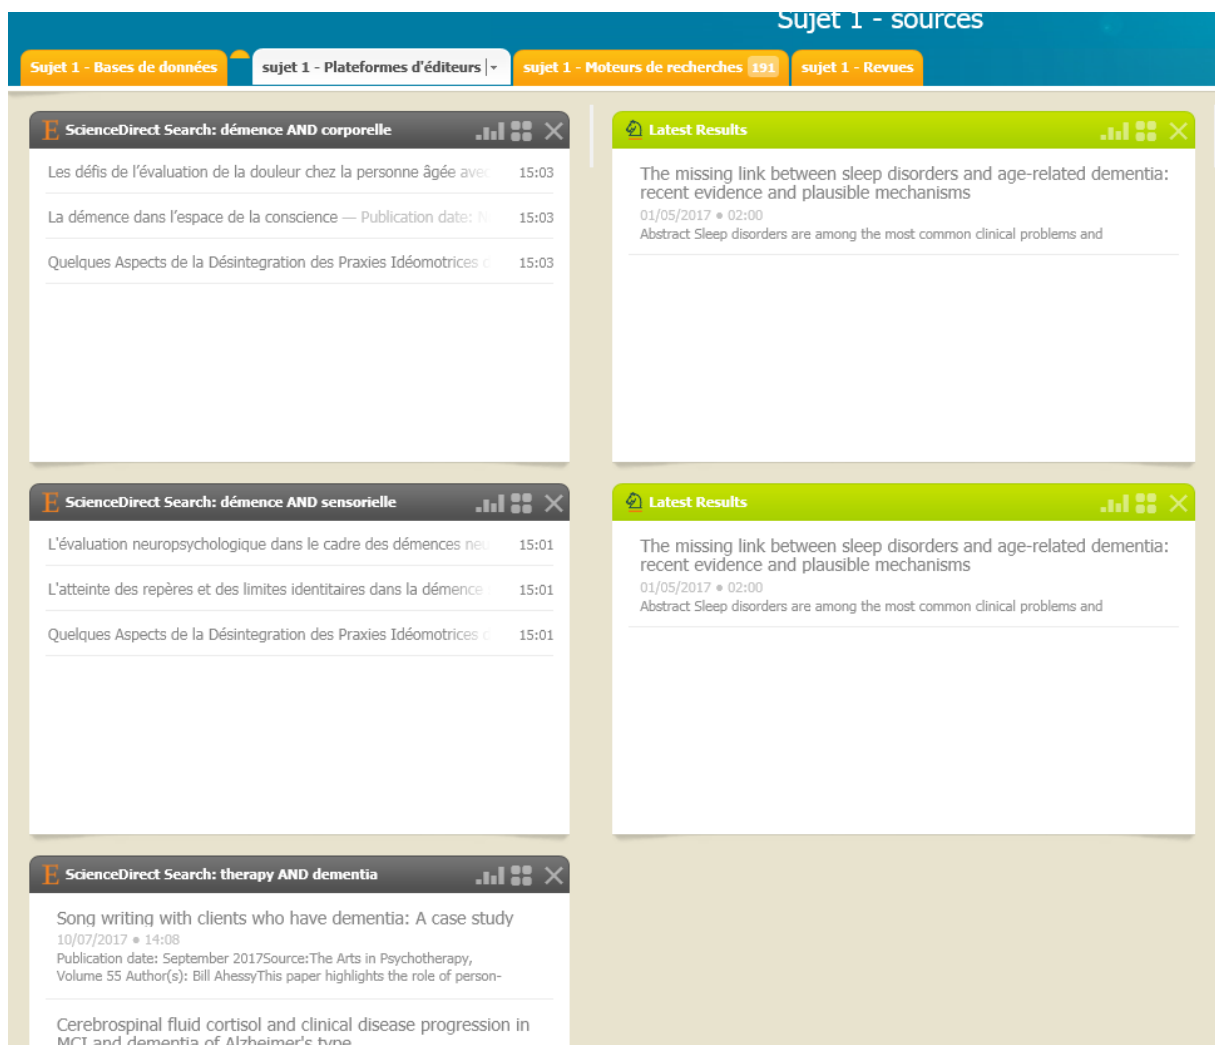 Sujet 1 - sources
Sujet 1 - Bases de données
sujet 1 - Plateformes d'éditeurs
sujet 1 - Moteurs de recherches 191
sujet 1 - Revues
E ScienceDirect Search: démence AND corporelle
Les défis de l’évaluation de la douleur chez la personne âgée avec 15:03
La démence dans l’espace de la conscience — Publication date: 15:03
Quelques Aspects de la Désintegration des Praxies Idéomotrices 15:03
Latest Results
The missing link between sleep disorders and age-related dementia:
recent evidence and plausible mechanisms
01/05/2017 • 02:00
Abstract Sleep disorders are among the most common clinical problems and
E ScienceDirect Search: démence AND sensorielle
L'évaluation neuropsychologique dans le cadre des démences 15:01
L'atteinte des repères et des limites identitaires dans la démence 15:01
Quelques Aspects de la Désintegration des Praxies Idéomotrices 15:01
Latest Results
The missing link between sleep disorders and age-related dementia:
recent evidence and plausible mechanisms
01/05/2017 • 02:00
Abstract Sleep disorders are among the most common clinical problems and
E ScienceDirect Search: therapy AND dementia
Song writing with clients who have dementia: A case study
10/07/2017 • 14:08
Publication date: September 2017Source:The Arts in Psychotherapy,
Volume 55 Author(s): Bill AhessyThis paper highlights the role of person-
Cerebrospinal fluid cortisol and clinical disease progression in
MCI and dementia of Alzheimer's type